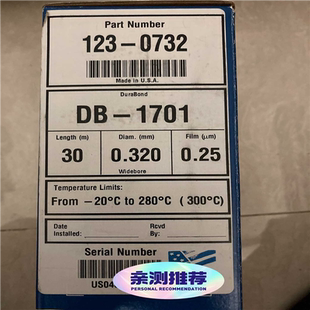 Part Number
123-0732
Made in U.S.A.
DuraBond
DB-1701
Length (m) Diam. (mm) Film (μm)
30 0.320 0.25
Widebore
Temperature Limits:
From -20°C to 280°C (300°C)
Date Rcvd
Installed: By:
Serial Number
US04
亲测推荐
PERSONAL RECOMMENDATION